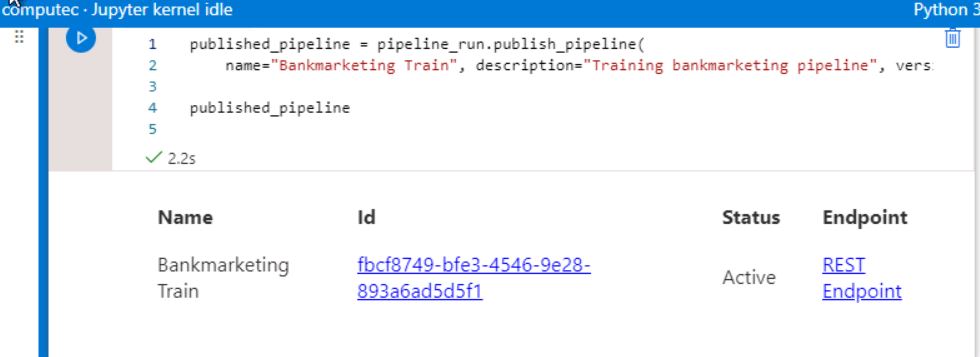 computec · Jupyter kernel idle Python 3
1 published_pipeline = pipeline_run.publish_pipeline(
2 name="Bankmarketing Train", description="Training bankmarketing pipeline", vers
3
4 published_pipeline
5
2.2s
Name Id Status Endpoint
Bankmarketing fbcf8749-bfe3-4546-9e28- Active REST
Train 893a6ad5d5f1 Endpoint